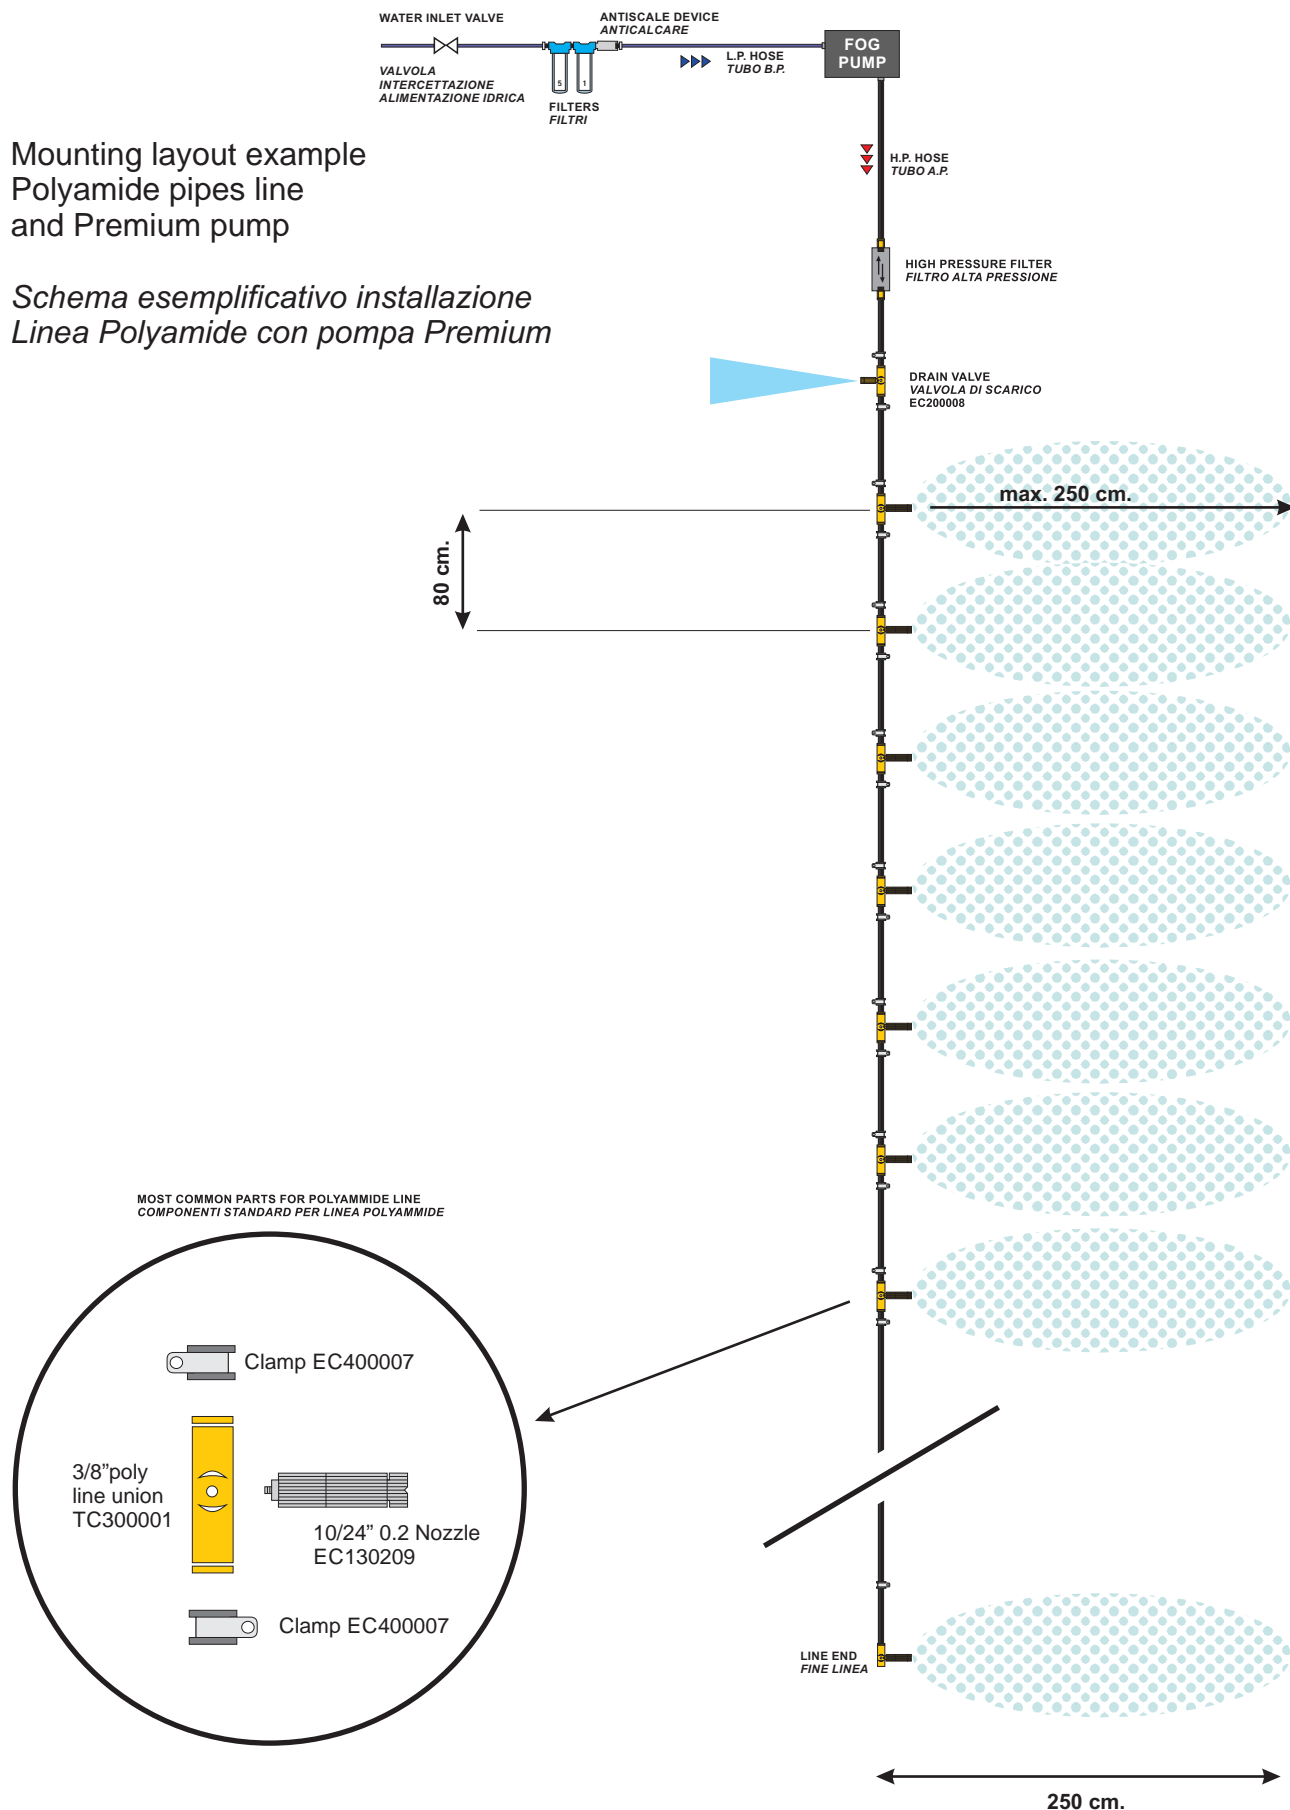 WATER INLET VALVE
VALVOLA
INTERCETTAZIONE
ALIMENTAZIONE IDRICA
5
1
FILTERS
FILTRI
ANTISCALE DEVICE
ANTICALCARE
L.P. HOSE
TUBO B.P.
FOG
PUMP
H.P. HOSE
TUBO A.P.
Mounting layout example
Polyamide pipes line
and Premium pump
Schema esemplificativo installazione
Linea Polyamide con pompa Premium
HIGH PRESSURE FILTER
FILTRO ALTA PRESSIONE
DRAIN VALVE
VALVOLA DI SCARICO
EC200008
max. 250 cm.
80 cm.
MOST COMMON PARTS FOR POLYAMMIDE LINE
COMPONENTI STANDARD PER LINEA POLYAMMIDE
Clamp EC400007
3/8”poly
line union
TC300001
10/24” 0.2 Nozzle
EC130209
Clamp EC400007
LINE END
FINE LINEA
250 cm.